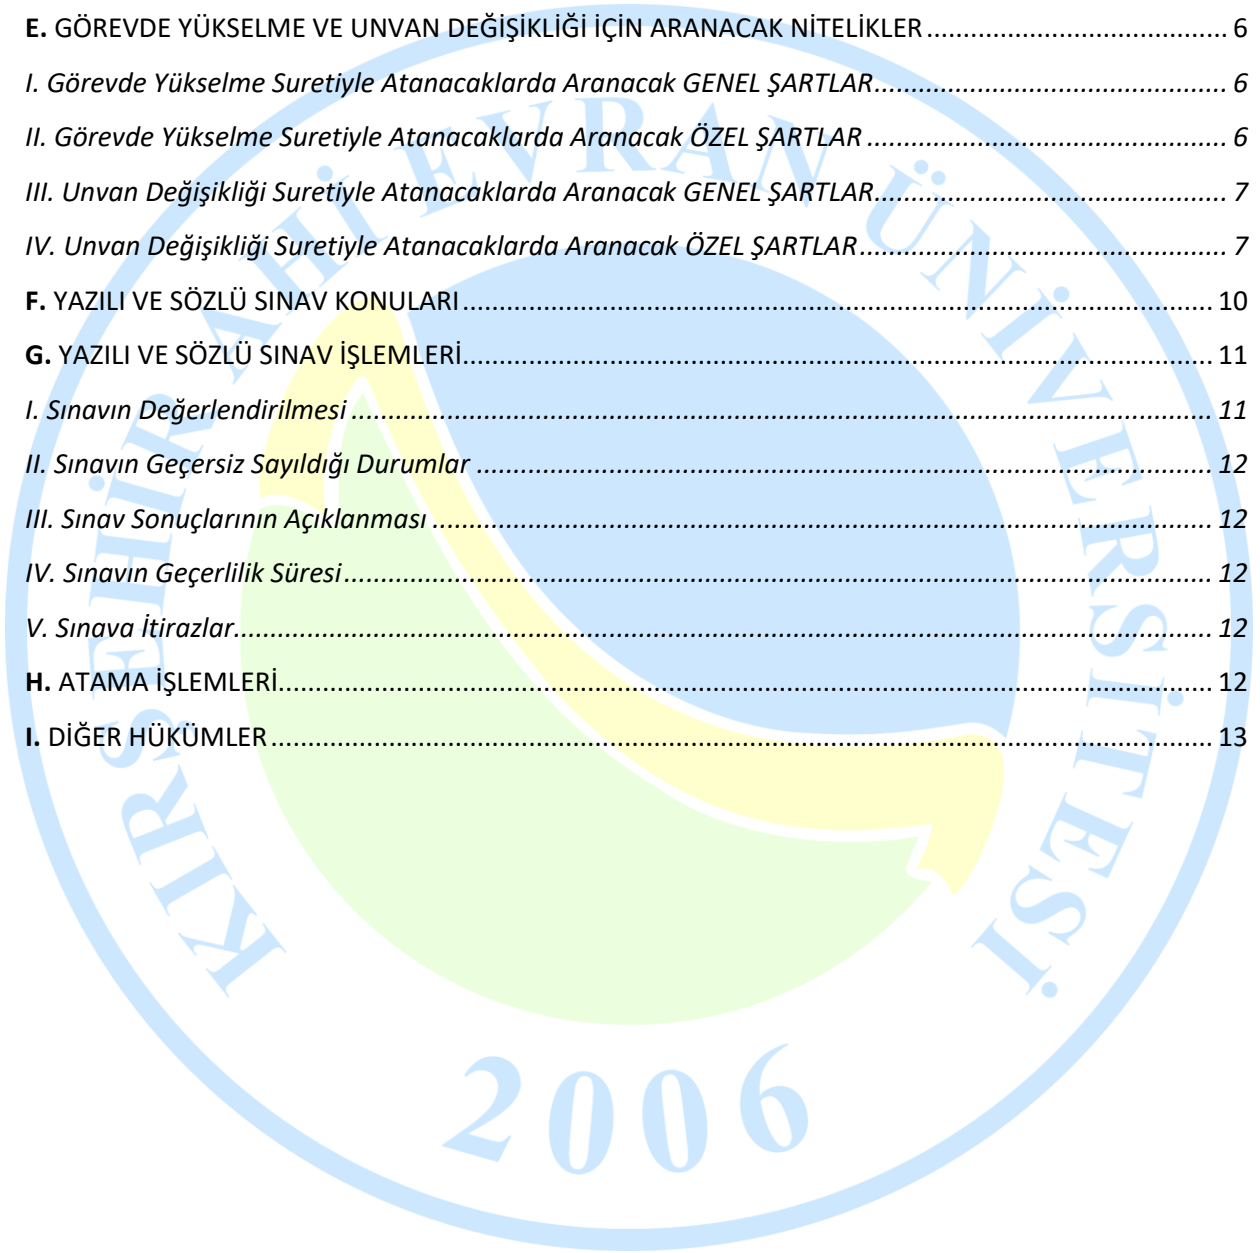 E. GÖREVDE YÜKSELME VE UNVAN DEĞİŞİKLİĞİ İÇİN ARANACAK NİTELİKLER ........................................ 6
I. Görevde Yükselme Suretiyle Atanacaklarda Aranacak GENEL ŞARTLAR ............................................... 6
II. Görevde Yükselme Suretiyle Atanacaklarda Aranacak ÖZEL ŞARTLAR ................................................ 6
III. Unvan Değişikliği Suretiyle Atanacaklarda Aranacak GENEL ŞARTLAR ............................................... 7
IV. Unvan Değişikliği Suretiyle Atanacaklarda Aranacak ÖZEL ŞARTLAR ................................................. 7
F. YAZILI VE SÖZLÜ SINAV KONULARI ........................................ 10
G. YAZILI VE SÖZLÜ SINAV İŞLEMLERİ ........................................ 11
I. Sınavın Değerlendirilmesi ........................................ 11
II. Sınavın Geçersiz Sayıldığı Durumlar ........................................ 12
III. Sınav Sonuçlarının Açıklanması ........................................ 12
IV. Sınavın Geçerlilik Süresi ........................................ 12
V. Sınava İtirazlar ........................................ 12
H. ATAMA İŞLEMLERİ ........................................ 12
I. DİĞER HÜKÜMLER ........................................ 13
KIRŞEHİR AHİ EVRAN ÜNİVERSİTESİ
2006